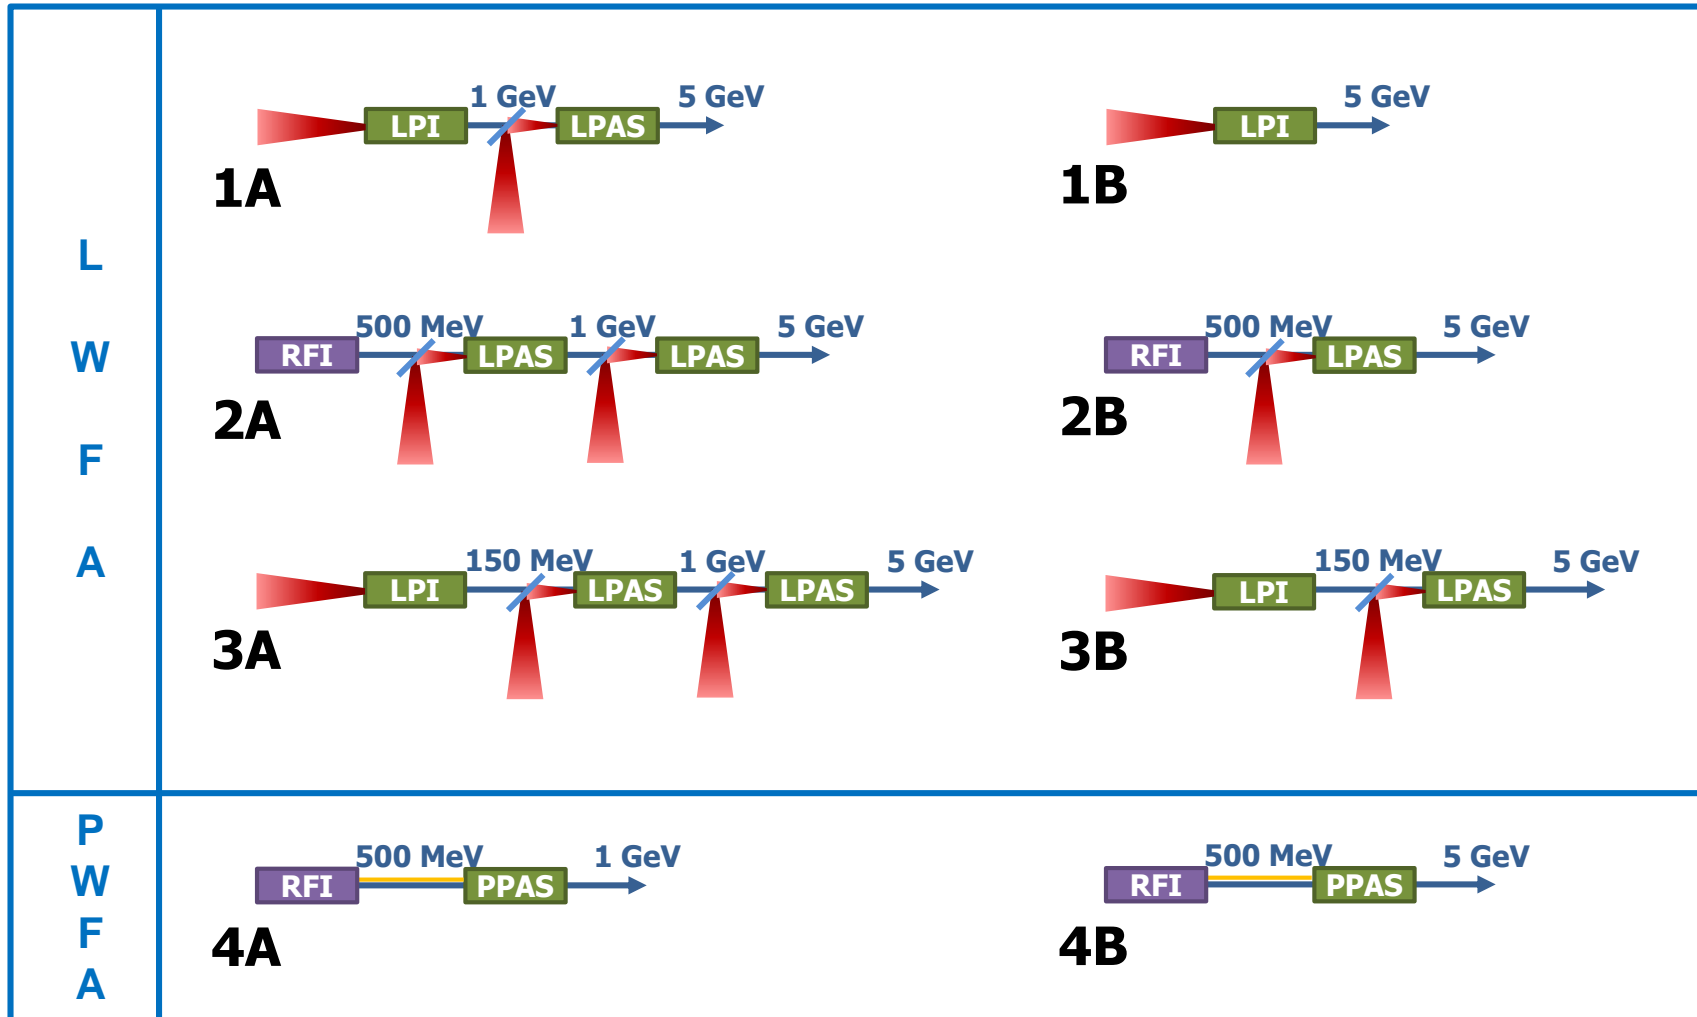 L
W
F
A
1 GeV 5 GeV
LPI LPAS
1A
5 GeV
LPI
1B
500 MeV 1 GeV 5 GeV
RFI LPAS LPAS
2A
500 MeV 5 GeV
RFI LPAS
2B
150 MeV 1 GeV 5 GeV
LPI LPAS LPAS
3A
150 MeV 5 GeV
LPI LPAS
3B
P
W
F
A
500 MeV 1 GeV
RFI PPAS
4A
500 MeV 5 GeV
RFI PPAS
4B